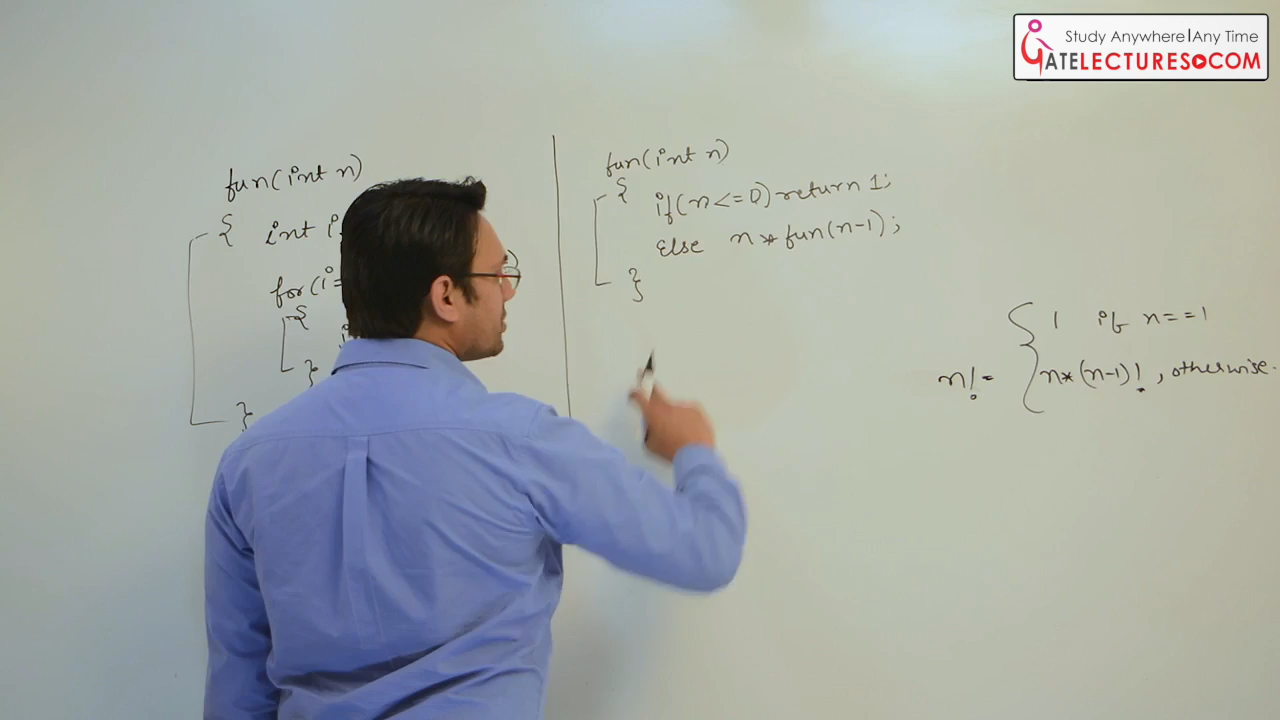 Study Anywhere | Any Time
GATELECTURES.COM
fun(int n)
{ int i
for(i=
{
}
}
fun(int n)
{ if(n<=0) return 1;
Else n*fun(n-1);
}
n! = { 1 if n==1
n*(n-1)!, otherwise.